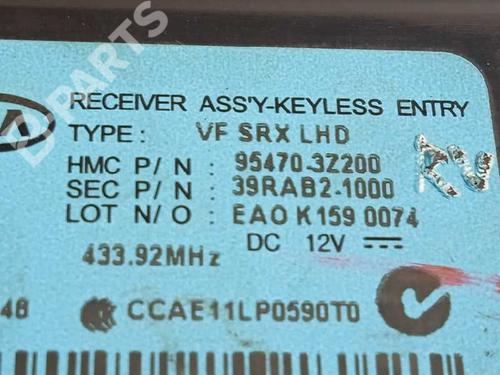 B-PARTS
RECEIVER ASS'Y-KEYLESS ENTRY
TYPE : VF SRX LHD
HMC P/N : 95470-3Z200
SEC P/N : 39RAB2-1000
LOT N/O : EAO K159 0074
433.92MHz DC 12V
48 CCAE11LP0590T0